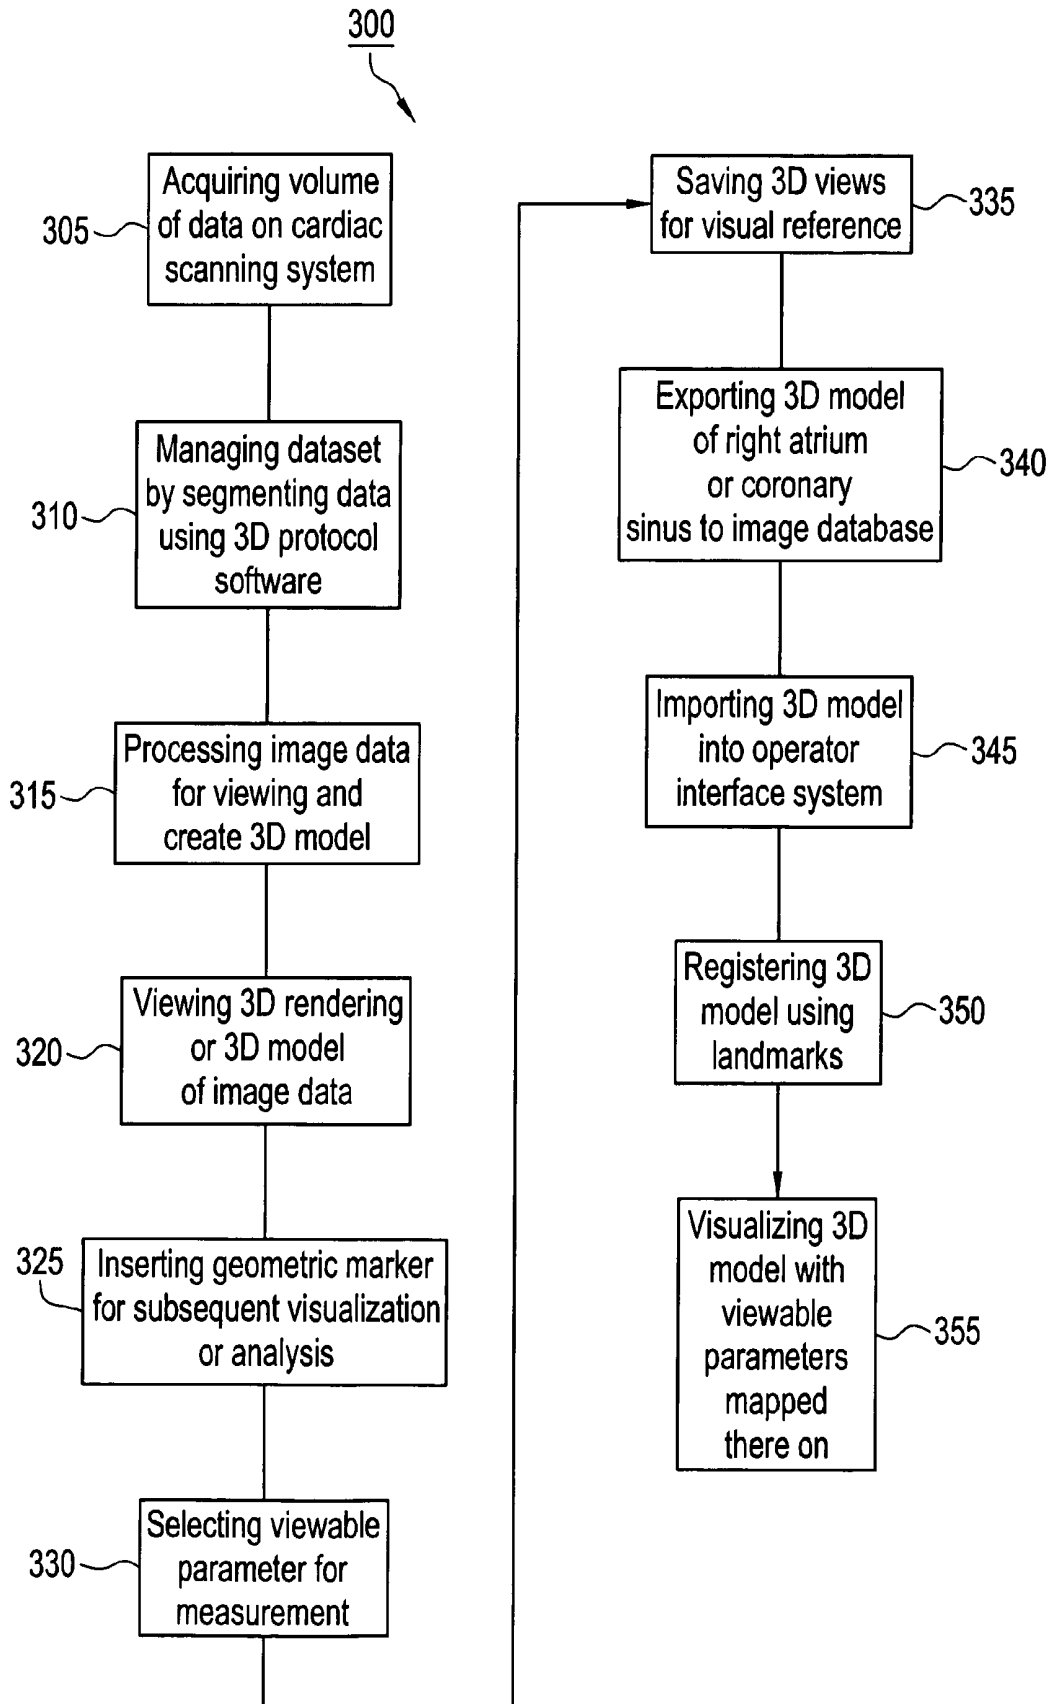 300
305
Acquiring volume
of data on cardiac
scanning system
310
Managing dataset
by segmenting data
using 3D protocol
software
315
Processing image data
for viewing and
create 3D model
320
Viewing 3D rendering
or 3D model
of image data
325
Inserting geometric marker
for subsequent visualization
or analysis
330
Selecting viewable
parameter for
measurement
Saving 3D views
for visual reference
335
Exporting 3D model
of right atrium
or coronary
sinus to image database
340
Importing 3D model
into operator
interface system
345
Registering 3D
model using
landmarks
350
Visualizing 3D
model with
viewable
parameters
mapped
there on
355